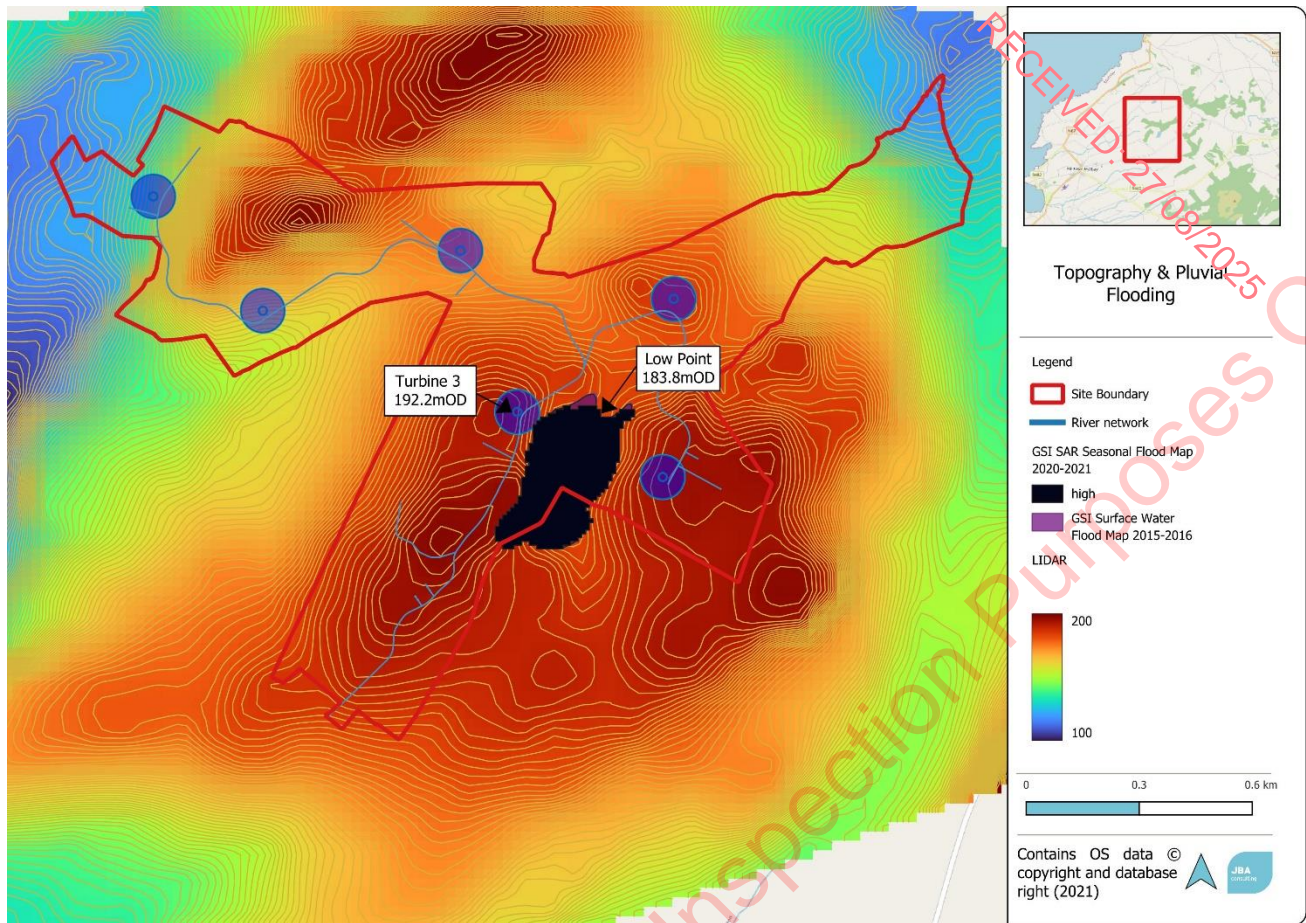 Turbine 3
192.2mOD
Low Point
183.8mOD
RECEIVED: 27/08/2025
Inspection Purposes O
Topography & Pluvial
Flooding
Legend
Site Boundary
River network
GSI SAR Seasonal Flood Map
2020-2021
high
GSI Surface Water
Flood Map 2015-2016
LIDAR
200
100
0 0.3 0.6 km
Contains OS data ©
copyright and database
right (2021)
JBA
consulting